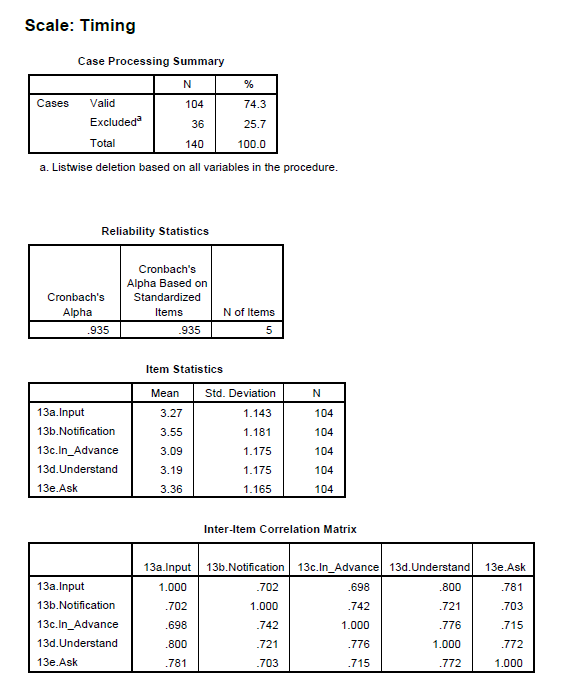 Scale: Timing
Case Processing Summary
N %
Cases Valid 104 74.3
Excludedᵃ 36 25.7
Total 140 100.0
a. Listwise deletion based on all variables in the procedure.
Reliability Statistics
Cronbach's Alpha Cronbach's Alpha Based on Standardized Items N of Items
.935 .935 5
Item Statistics
Mean Std. Deviation N
13a.Input 3.27 1.143 104
13b.Notification 3.55 1.181 104
13c.In_Advance 3.09 1.175 104
13d.Understand 3.19 1.175 104
13e.Ask 3.36 1.165 104
Inter-Item Correlation Matrix
13a.Input 13b.Notification 13c.In_Advance 13d.Understand 13e.Ask
13a.Input 1.000 .702 .698 .800 .781
13b.Notification .702 1.000 .742 .721 .703
13c.In_Advance .698 .742 1.000 .776 .715
13d.Understand .800 .721 .776 1.000 .772
13e.Ask .781 .703 .715 .772 1.000